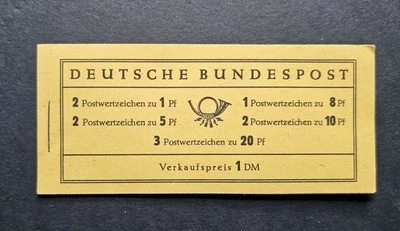 DEUTSCHE BUNDESPOST
2 Postwertzeichen zu 1 Pf 1 Postwertzeichen zu 8 Pf
2 Postwertzeichen zu 5 Pf 2 Postwertzeichen zu 10 Pf
3 Postwertzeichen zu 20 Pf
Verkaufspreis 1 DM